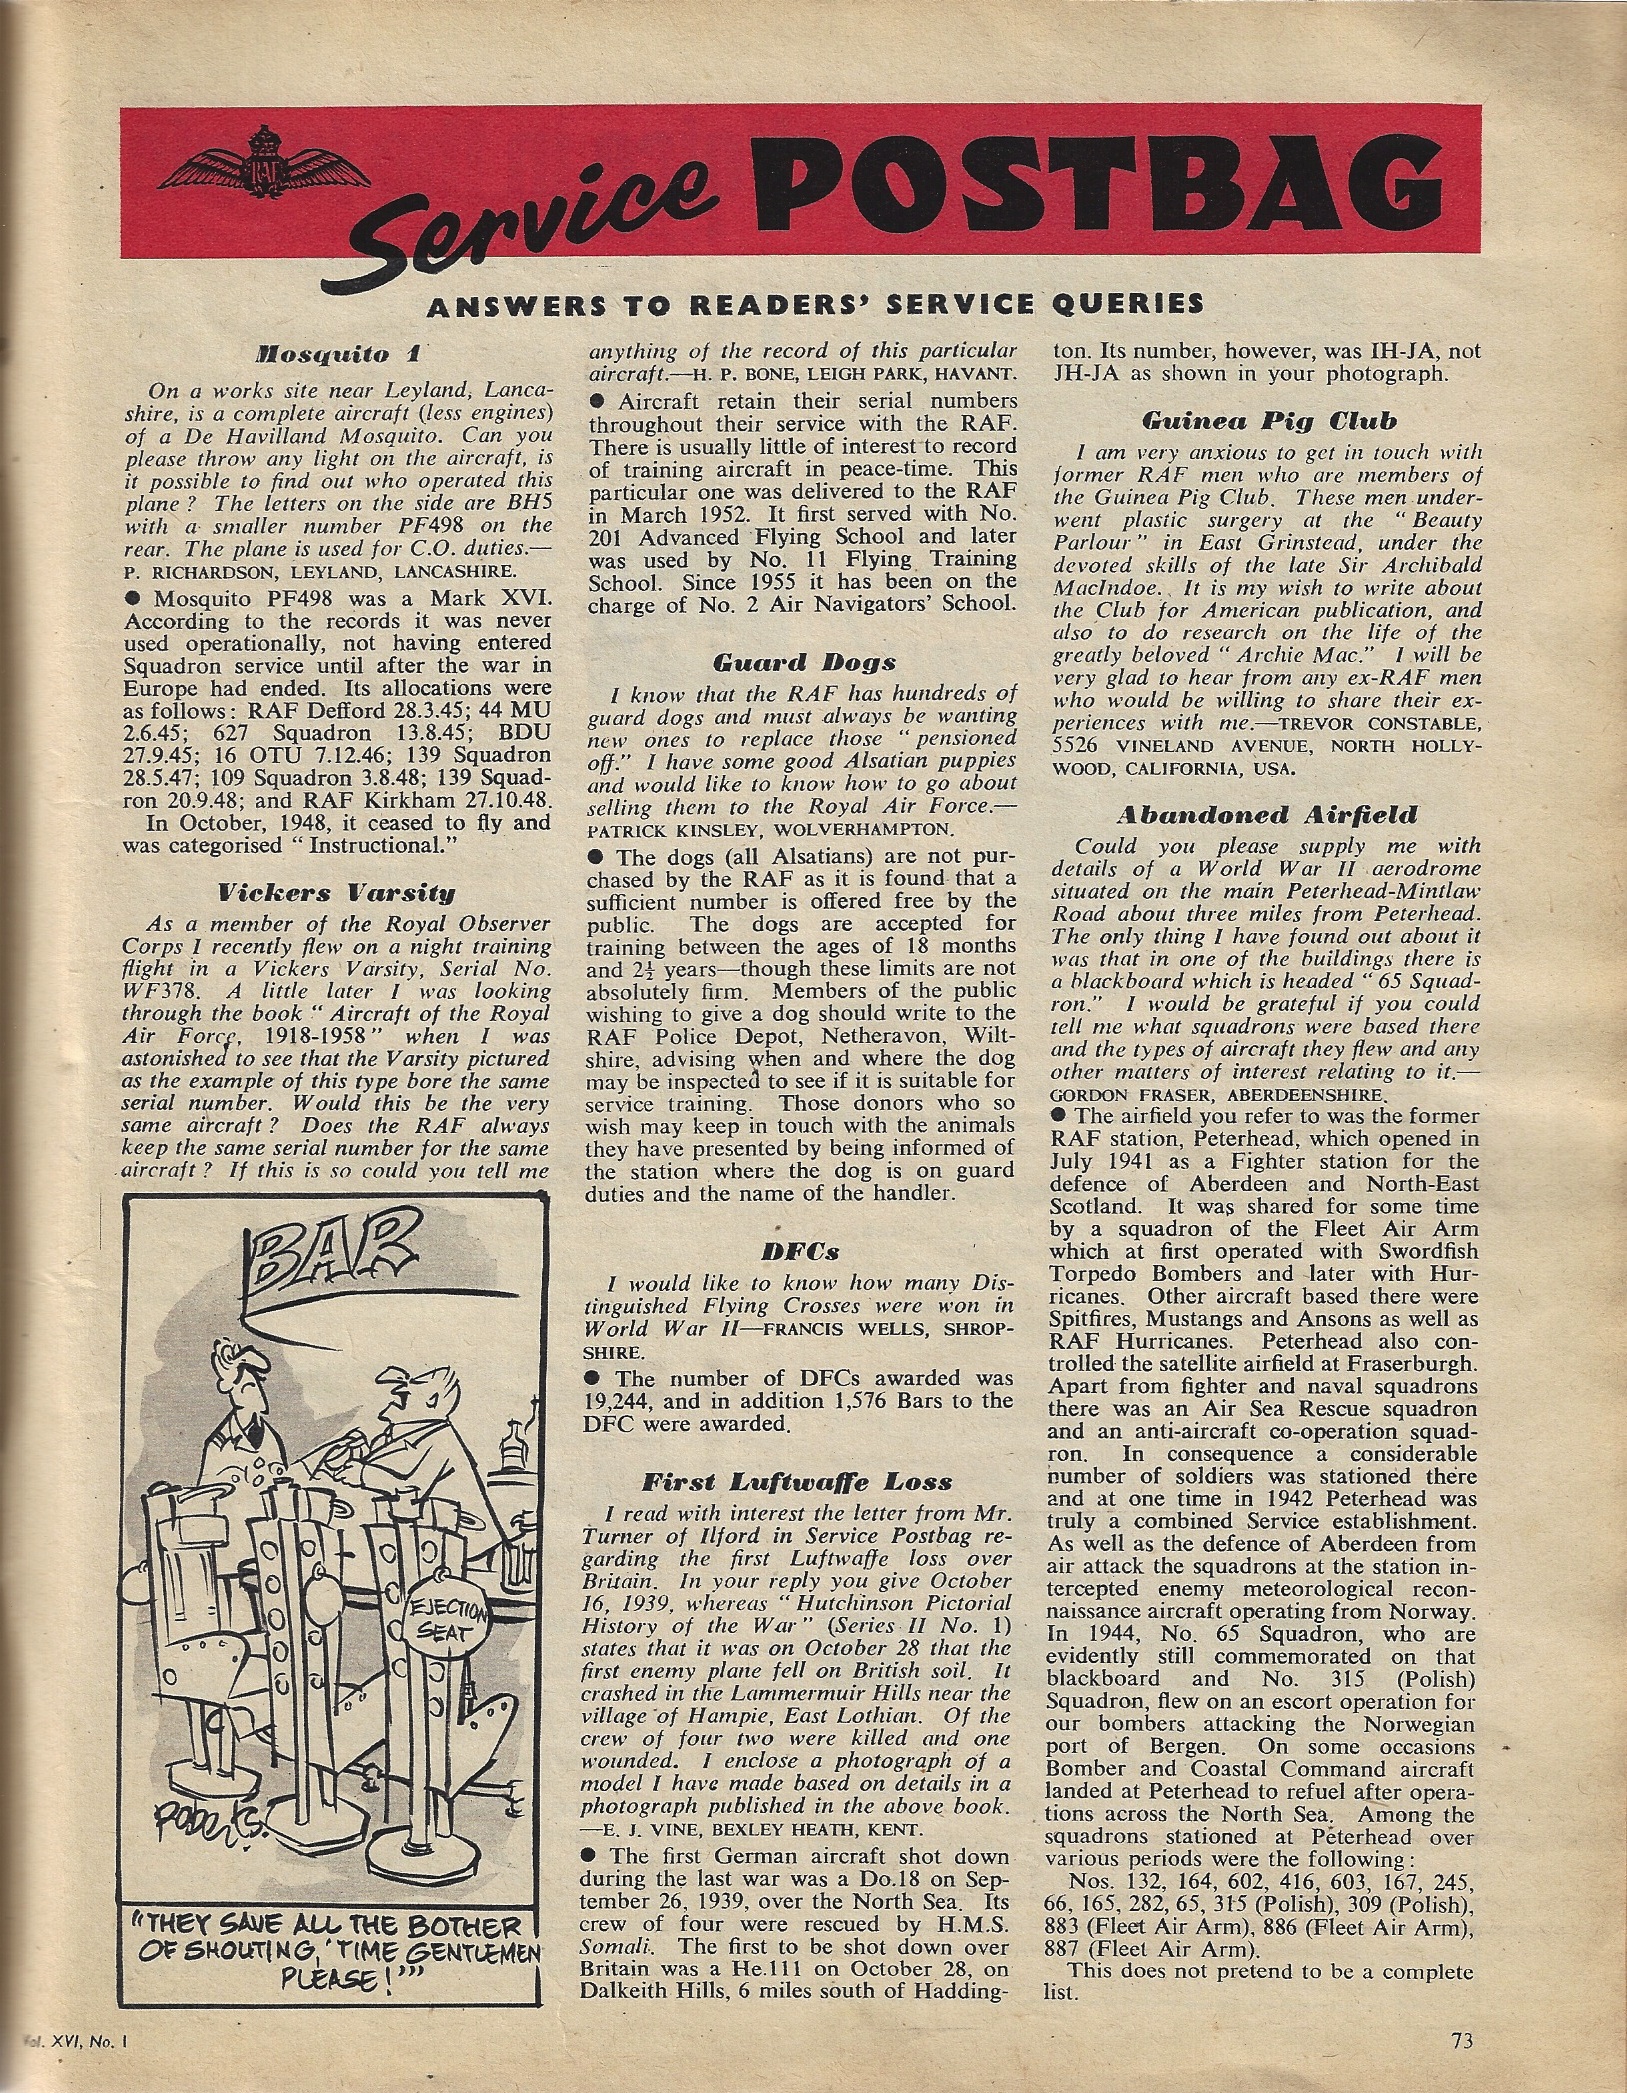 RAF
Service POSTBAG
ANSWERS TO READERS' SERVICE QUERIES
Mosquito 1
On a works site near Leyland, Lanca-
shire, is a complete aircraft (less engines)
of a De Havilland Mosquito. Can you
please throw any light on the aircraft, is
it possible to find out who operated this
plane? The letters on the side are BH5
with a smaller number PF498 on the
rear. The plane is used for C.O. duties.—
P. RICHARDSON, LEYLAND, LANCASHIRE.
● Mosquito PF498 was a Mark XVI.
According to the records it was never
used operationally, not having entered
Squadron service until after the war in
Europe had ended. Its allocations were
as follows: RAF Defford 28.3.45; 44 MU
2.6.45; 627 Squadron 13.8.45; BDU
27.9.45; 16 OTU 7.12.46; 139 Squadron
28.5.47; 109 Squadron 3.8.48; 139 Squad-
ron 20.9.48; and RAF Kirkham 27.10.48.
In October, 1948, it ceased to fly and
was categorised "Instructional."
Vickers Varsity
As a member of the Royal Observer
Corps I recently flew on a night training
flight in a Vickers Varsity, Serial No.
WF378. A little later I was looking
through the book "Aircraft of the Royal
Air Force, 1918-1958" when I was
astonished to see that the Varsity pictured
as the example of this type bore the same
serial number. Would this be the very
same aircraft? Does the RAF always
keep the same serial number for the same
aircraft? If this is so could you tell me
BAR
EJECTION
SEAT
Roberts.
"THEY SAVE ALL THE BOTHER
OF SHOUTING, 'TIME GENTLEMEN
PLEASE!'"
anything of the record of this particular
aircraft.—H. P. BONE, LEIGH PARK, HAVANT.
● Aircraft retain their serial numbers
throughout their service with the RAF.
There is usually little of interest to record
of training aircraft in peace-time. This
particular one was delivered to the RAF
in March 1952. It first served with No.
201 Advanced Flying School and later
was used by No. 11 Flying Training
School. Since 1955 it has been on the
charge of No. 2 Air Navigators' School.
Guard Dogs
I know that the RAF has hundreds of
guard dogs and must always be wanting
new ones to replace those "pensioned
off." I have some good Alsatian puppies
and would like to know how to go about
selling them to the Royal Air Force.—
PATRICK KINSLEY, WOLVERHAMPTON.
● The dogs (all Alsatians) are not pur-
chased by the RAF as it is found that a
sufficient number is offered free by the
public. The dogs are accepted for
training between the ages of 18 months
and 2½ years—though these limits are not
absolutely firm. Members of the public
wishing to give a dog should write to the
RAF Police Depot, Netheravon, Wilt-
shire, advising when and where the dog
may be inspected to see if it is suitable for
service training. Those donors who so
wish may keep in touch with the animals
they have presented by being informed of
the station where the dog is on guard
duties and the name of the handler.
DFCs
I would like to know how many Dis-
tinguished Flying Crosses were won in
World War II—FRANCIS WELLS, SHROP-
SHIRE.
● The number of DFCs awarded was
19,244, and in addition 1,576 Bars to the
DFC were awarded.
First Luftwaffe Loss
I read with interest the letter from Mr.
Turner of Ilford in Service Postbag re-
garding the first Luftwaffe loss over
Britain. In your reply you give October
16, 1939, whereas "Hutchinson Pictorial
History of the War" (Series II No. 1)
states that it was on October 28 that the
first enemy plane fell on British soil. It
crashed in the Lammermuir Hills near the
village of Hampie, East Lothian. Of the
crew of four two were killed and one
wounded. I enclose a photograph of a
model I have made based on details in a
photograph published in the above book.
—E. J. VINE, BEXLEY HEATH, KENT.
● The first German aircraft shot down
during the last war was a Do.18 on Sep-
tember 26, 1939, over the North Sea. Its
crew of four were rescued by H.M.S.
Somali. The first to be shot down over
Britain was a He.111 on October 28, on
Dalkeith Hills, 6 miles south of Hadding-
ton. Its number, however, was IH-JA, not
JH-JA as shown in your photograph.
Guinea Pig Club
I am very anxious to get in touch with
former RAF men who are members of
the Guinea Pig Club. These men under-
went plastic surgery at the "Beauty
Parlour" in East Grinstead, under the
devoted skills of the late Sir Archibald
MacIndoe. It is my wish to write about
the Club for American publication, and
also to do research on the life of the
greatly beloved "Archie Mac." I will be
very glad to hear from any ex-RAF men
who would be willing to share their ex-
periences with me.—TREVOR CONSTABLE,
5526 VINELAND AVENUE, NORTH HOLLY-
WOOD, CALIFORNIA, USA.
Abandoned Airfield
Could you please supply me with
details of a World War II aerodrome
situated on the main Peterhead-Mintlaw
Road about three miles from Peterhead.
The only thing I have found out about it
was that in one of the buildings there is
a blackboard which is headed "65 Squad-
ron." I would be grateful if you could
tell me what squadrons were based there
and the types of aircraft they flew and any
other matters of interest relating to it.—
GORDON FRASER, ABERDEENSHIRE.
● The airfield you refer to was the former
RAF station, Peterhead, which opened in
July 1941 as a Fighter station for the
defence of Aberdeen and North-East
Scotland. It was shared for some time
by a squadron of the Fleet Air Arm
which at first operated with Swordfish
Torpedo Bombers and later with Hur-
ricanes. Other aircraft based there were
Spitfires, Mustangs and Ansons as well as
RAF Hurricanes. Peterhead also con-
trolled the satellite airfield at Fraserburgh.
Apart from fighter and naval squadrons
there was an Air Sea Rescue squadron
and an anti-aircraft co-operation squad-
ron. In consequence a considerable
number of soldiers was stationed there
and at one time in 1942 Peterhead was
truly a combined Service establishment.
As well as the defence of Aberdeen from
air attack the squadrons at the station in-
tercepted enemy meteorological recon-
naissance aircraft operating from Norway.
In 1944, No. 65 Squadron, who are
evidently still commemorated on that
blackboard and No. 315 (Polish)
Squadron, flew on an escort operation for
our bombers attacking the Norwegian
port of Bergen. On some occasions
Bomber and Coastal Command aircraft
landed at Peterhead to refuel after opera-
tions across the North Sea. Among the
squadrons stationed at Peterhead over
various periods were the following:
Nos. 132, 164, 602, 416, 603, 167, 245,
66, 165, 282, 65, 315 (Polish), 309 (Polish),
883 (Fleet Air Arm), 886 (Fleet Air Arm),
887 (Fleet Air Arm).
This does not pretend to be a complete
list.
Vol. XVI, No. 1
73